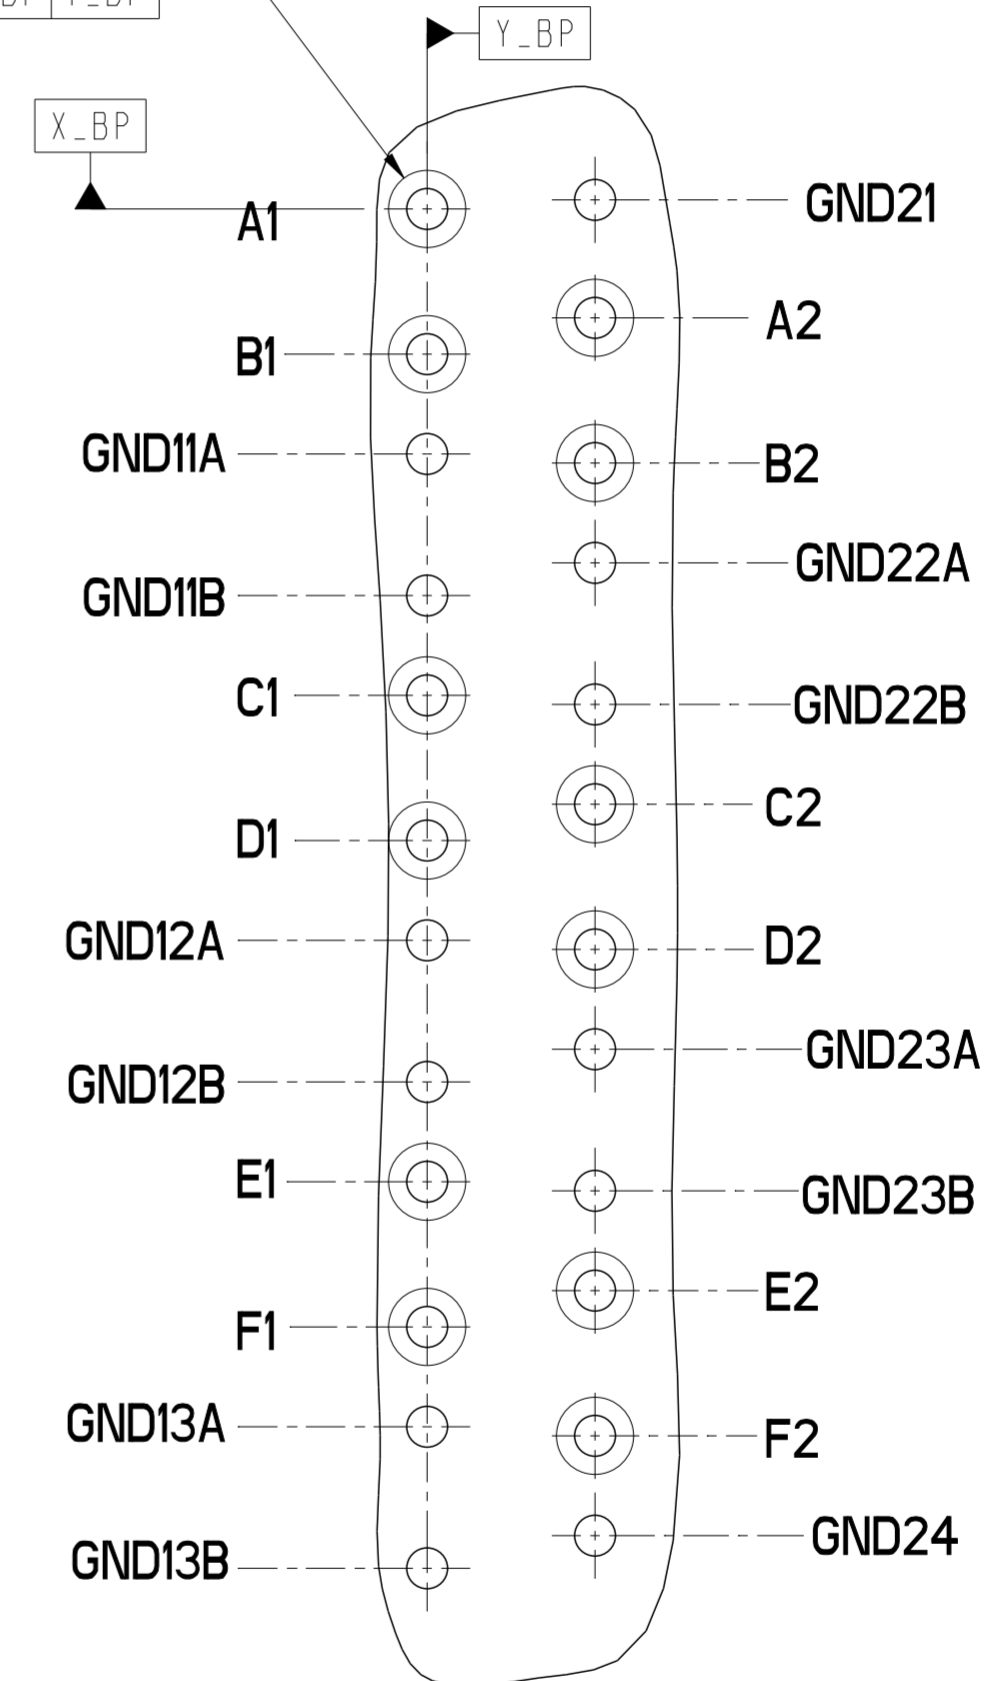 Y_BP
X_BP
A1
GND21
A2
B1
GND11A
B2
GND22A
GND11B
C1
GND22B
C2
D1
GND12A
D2
GND23A
GND12B
E1
GND23B
E2
F1
GND13A
F2
GND24
GND13B